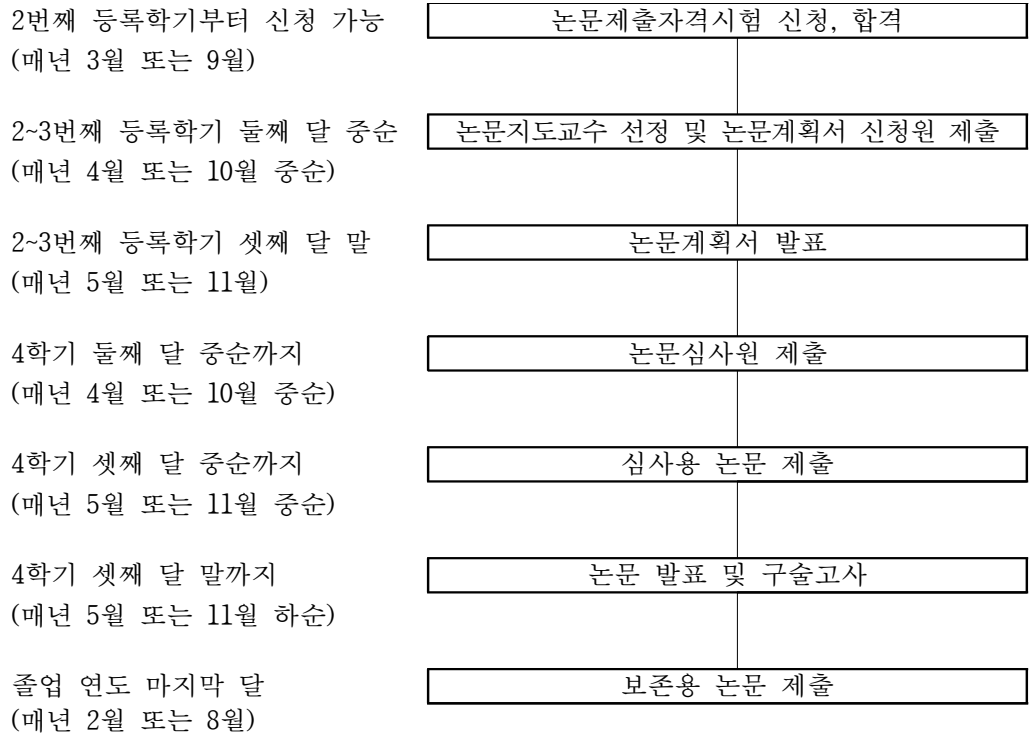 2번째 등록학기부터 신청 가능
논문제출자격시험 신청, 합격
(매년 3월 또는 9월)
2~3번째 등록학기 둘째 달 중순
논문지도교수 선정 및 논문계획서 신청원 제출
(매년 4월 또는 10월 중순)
2~3번째 등록학기 셋째 달 말
논문계획서 발표
(매년 5월 또는 11월)
4학기 둘째 달 중순까지
논문심사원 제출
(매년 4월 또는 10월 중순)
4학기 셋째 달 중순까지
심사용 논문 제출
(매년 5월 또는 11월 중순)
4학기 셋째 달 말까지
논문 발표 및 구술고사
(매년 5월 또는 11월 하순)
졸업 연도 마지막 달
보존용 논문 제출
(매년 2월 또는 8월)